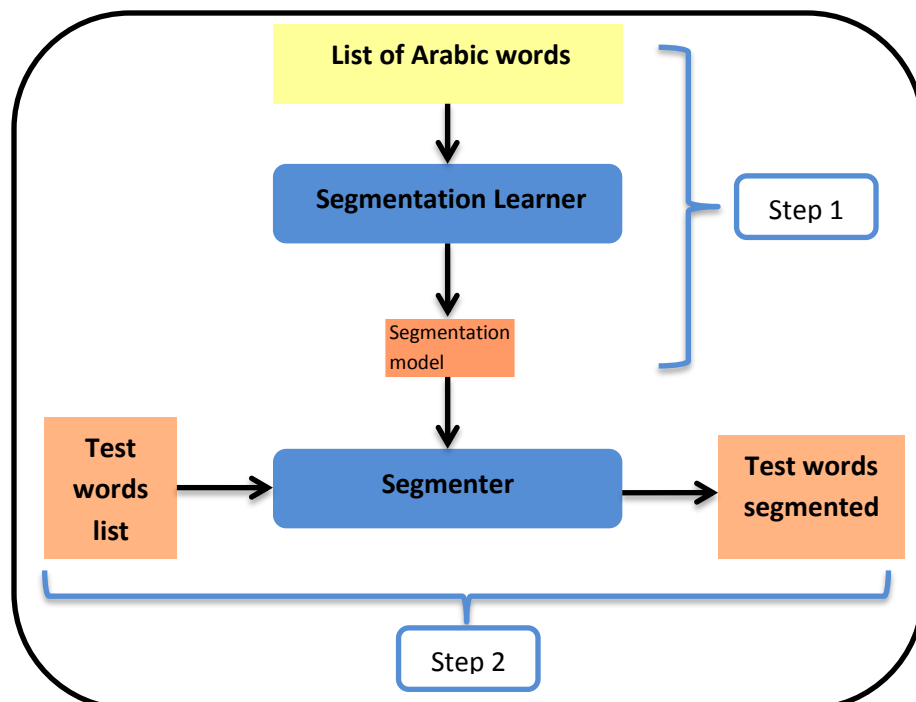 List of Arabic words
Segmentation Learner
Step 1
Segmentation
model
Test
words
list
Segmenter
Test words
segmented
Step 2